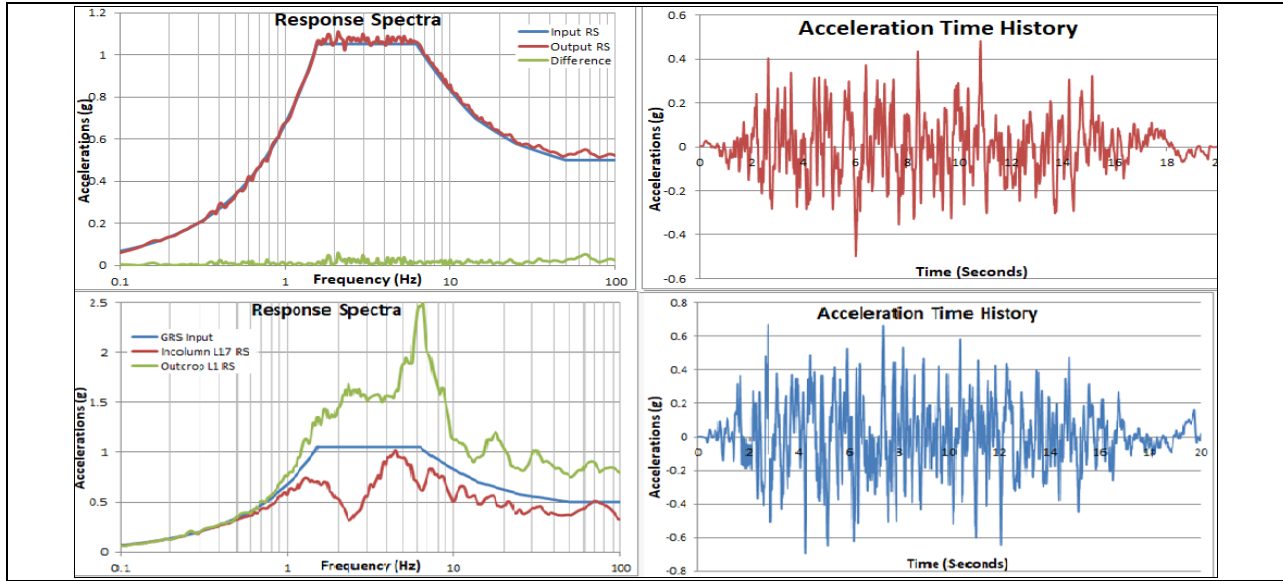 Response Spectra
1.2
1
0.8
0.6
0.4
0.2
0
Accelerations (g)
Input RS
Output RS
Difference
0.1
1
10
100
Frequency (Hz)
Acceleration Time History
0.6
0.4
0.2
0
-0.2
-0.4
-0.6
Accelerations (g)
0 2 4 6 8 10 12 14 16 18 2
Time (Seconds)
Response Spectra
2.5
2
1.5
1
0.5
0
Accelerations (g)
GRS Input
Incolumn L17 RS
Outcrop L1 RS
0.1
1
10
100
Frequency (Hz)
Acceleration Time History
0.8
0.6
0.4
0.2
0
-0.2
-0.4
-0.6
-0.8
Accelerations (g)
0 2 4 6 8 10 12 14 16 18 20
Time (Seconds)